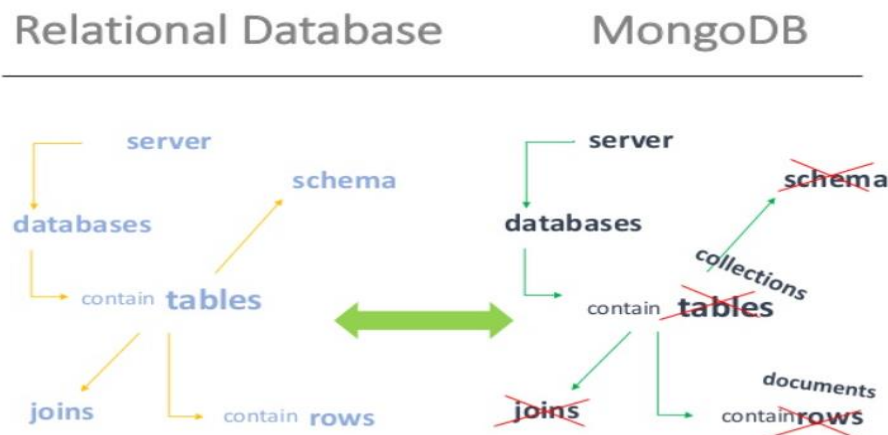 Relational Database
MongoDB
server
schema
databases
contain tables
joins
contain rows
server
schema
databases
collections
contain tables
joins
documents
contain rows